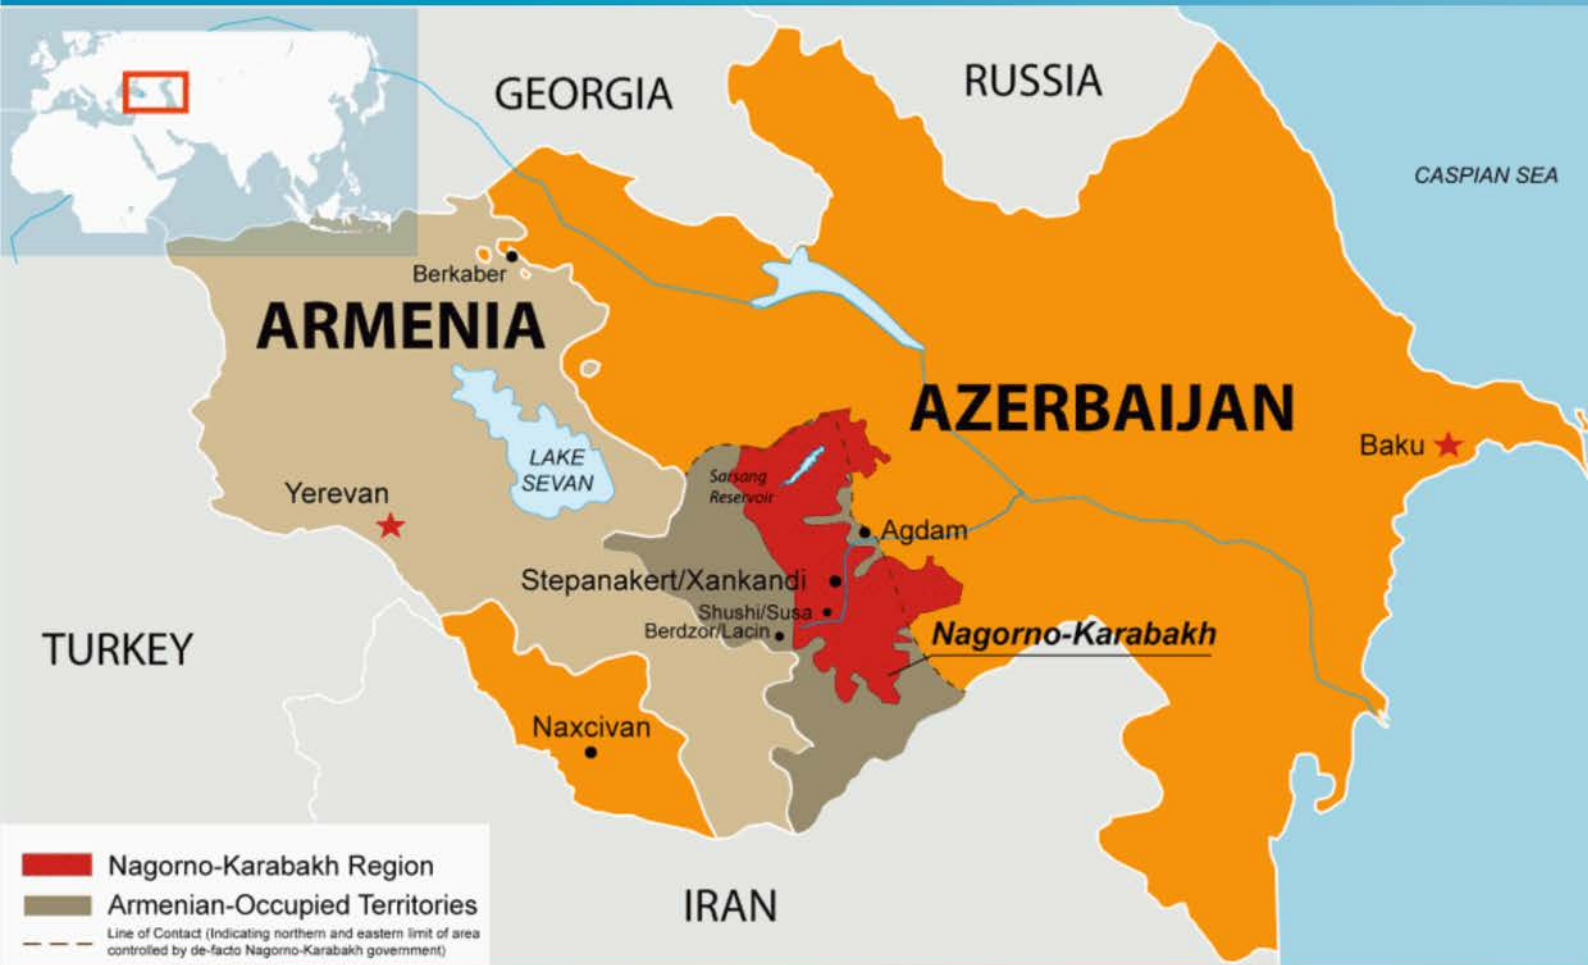 GEORGIA
RUSSIA
CASPIAN SEA
Berkaber
ARMENIA
AZERBAIJAN
Baku
LAKE
SEVAN
Sarsang
Reservoir
Yerevan
Agdam
Stepanakert/Xankandi
Shushi/Susa
Berdzor/Lacin
Nagorno-Karabakh
TURKEY
Naxcivan
IRAN
Nagorno-Karabakh Region
Armenian-Occupied Territories
Line of Contact (Indicating northern and eastern limit of area
controlled by de-facto Nagorno-Karabakh government)